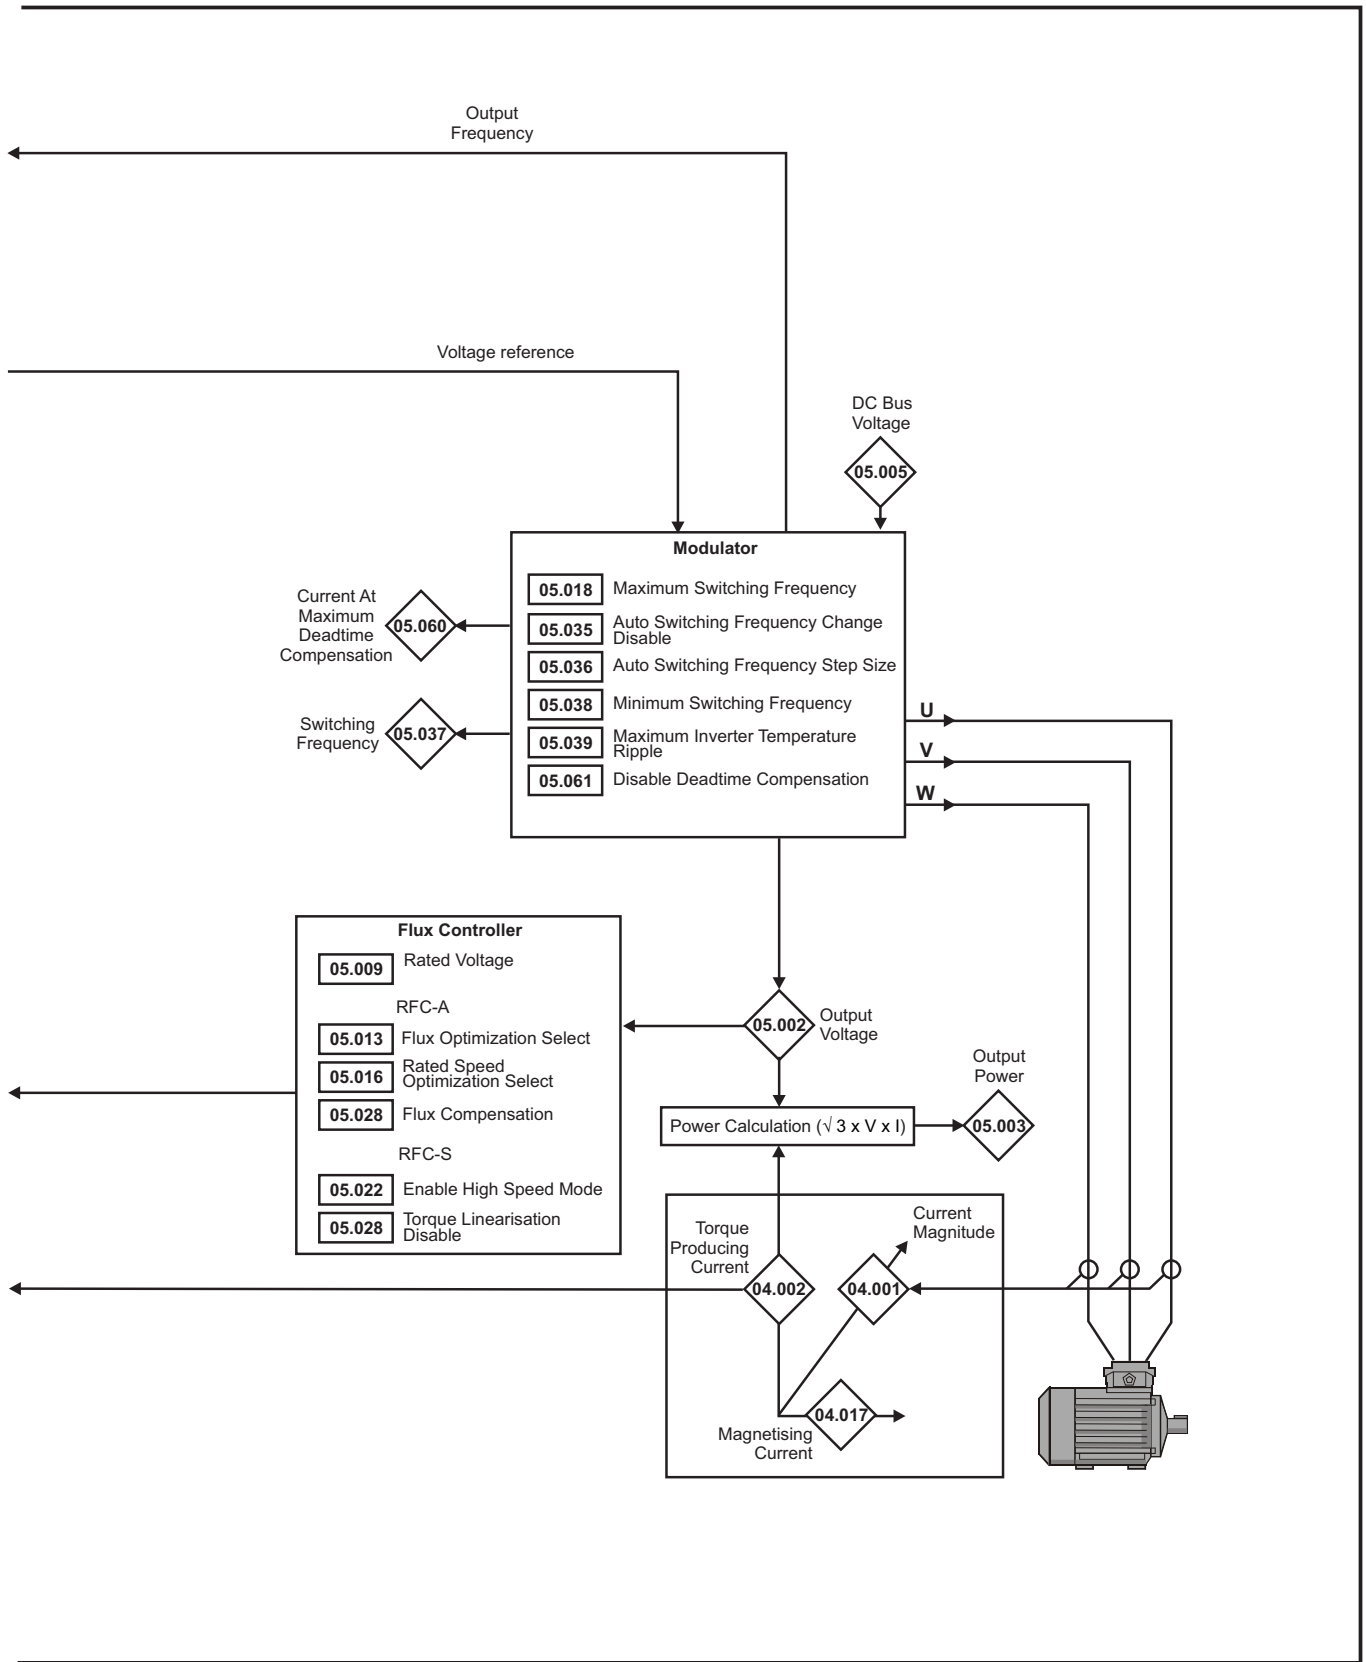 Output
Frequency
Voltage reference
DC Bus
Voltage
05.005
Modulator
05.018 Maximum Switching Frequency
05.035 Auto Switching Frequency Change
Disable
05.036 Auto Switching Frequency Step Size
05.038 Minimum Switching Frequency
05.039 Maximum Inverter Temperature
Ripple
05.061 Disable Deadtime Compensation
Current At
Maximum
Deadtime
Compensation
05.060
Switching
Frequency
05.037
U
V
W
Flux Controller
05.009 Rated Voltage
RFC-A
05.013 Flux Optimization Select
05.016 Rated Speed
Optimization Select
05.028 Flux Compensation
RFC-S
05.022 Enable High Speed Mode
05.028 Torque Linearisation
Disable
05.002
Output
Voltage
Output
Power
Power Calculation (√ 3 x V x I)
05.003
Torque
Producing
Current
04.002
Current
Magnitude
04.001
04.017
Magnetising
Current